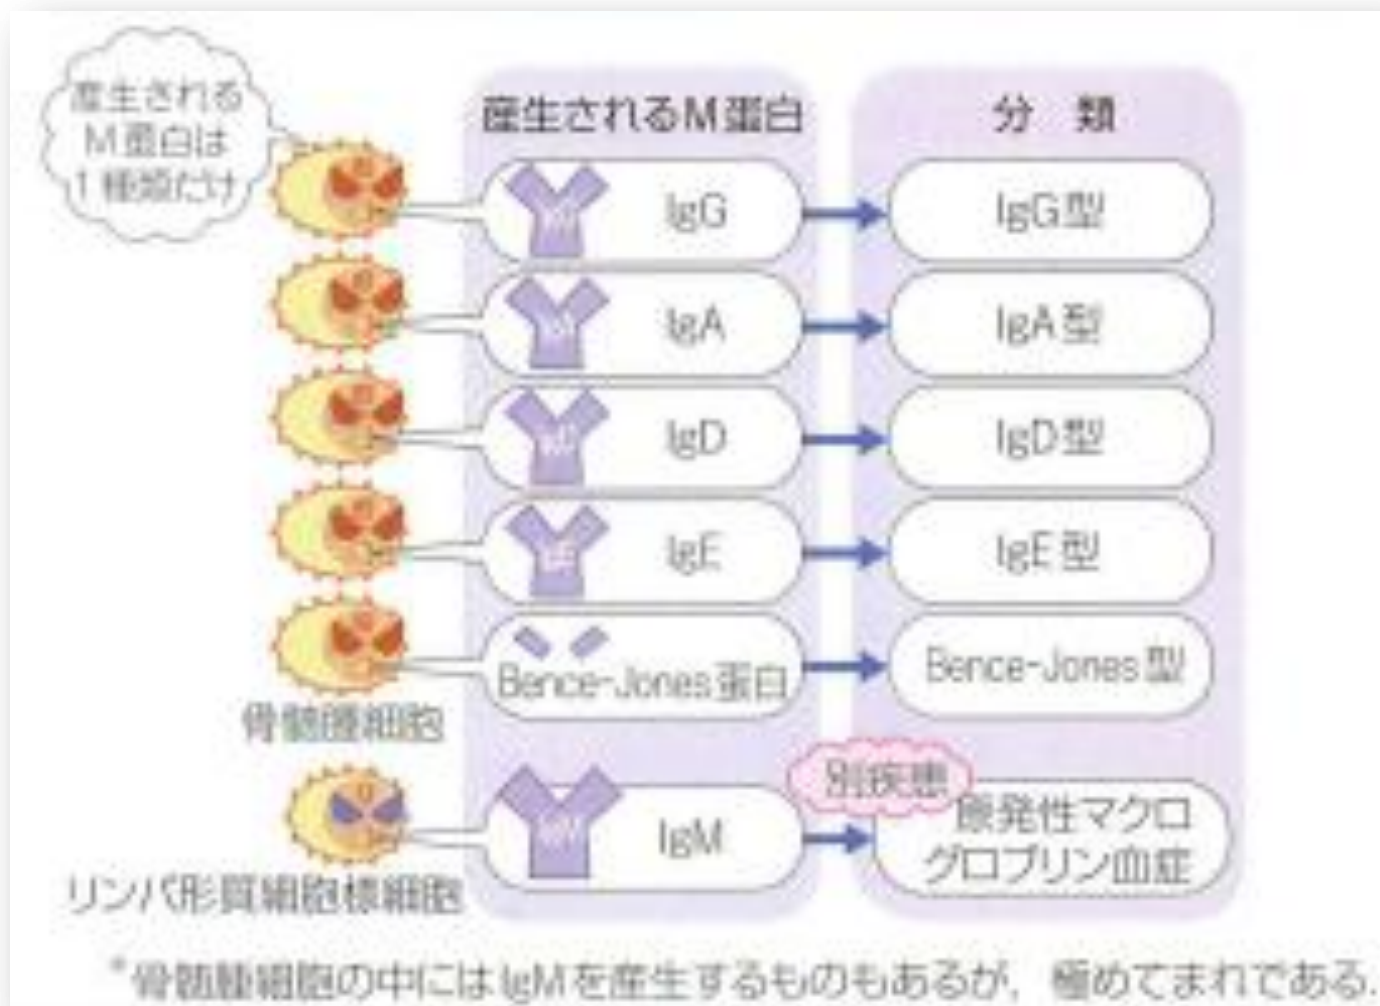 産生される
M蛋白は
1種類だけ
産生されるM蛋白
分 類
IgG
IgG型
IgA
IgA型
IgD
IgD型
IgE
IgE型
Bence-Jones蛋白
Bence-Jones型
骨髄腫細胞
別疾患
IgM
原発性マクロ
グロブリン血症
リンパ形質細胞様細胞
*骨髄腫細胞の中にはIgMを産生するものもあるが,極めてまれである.